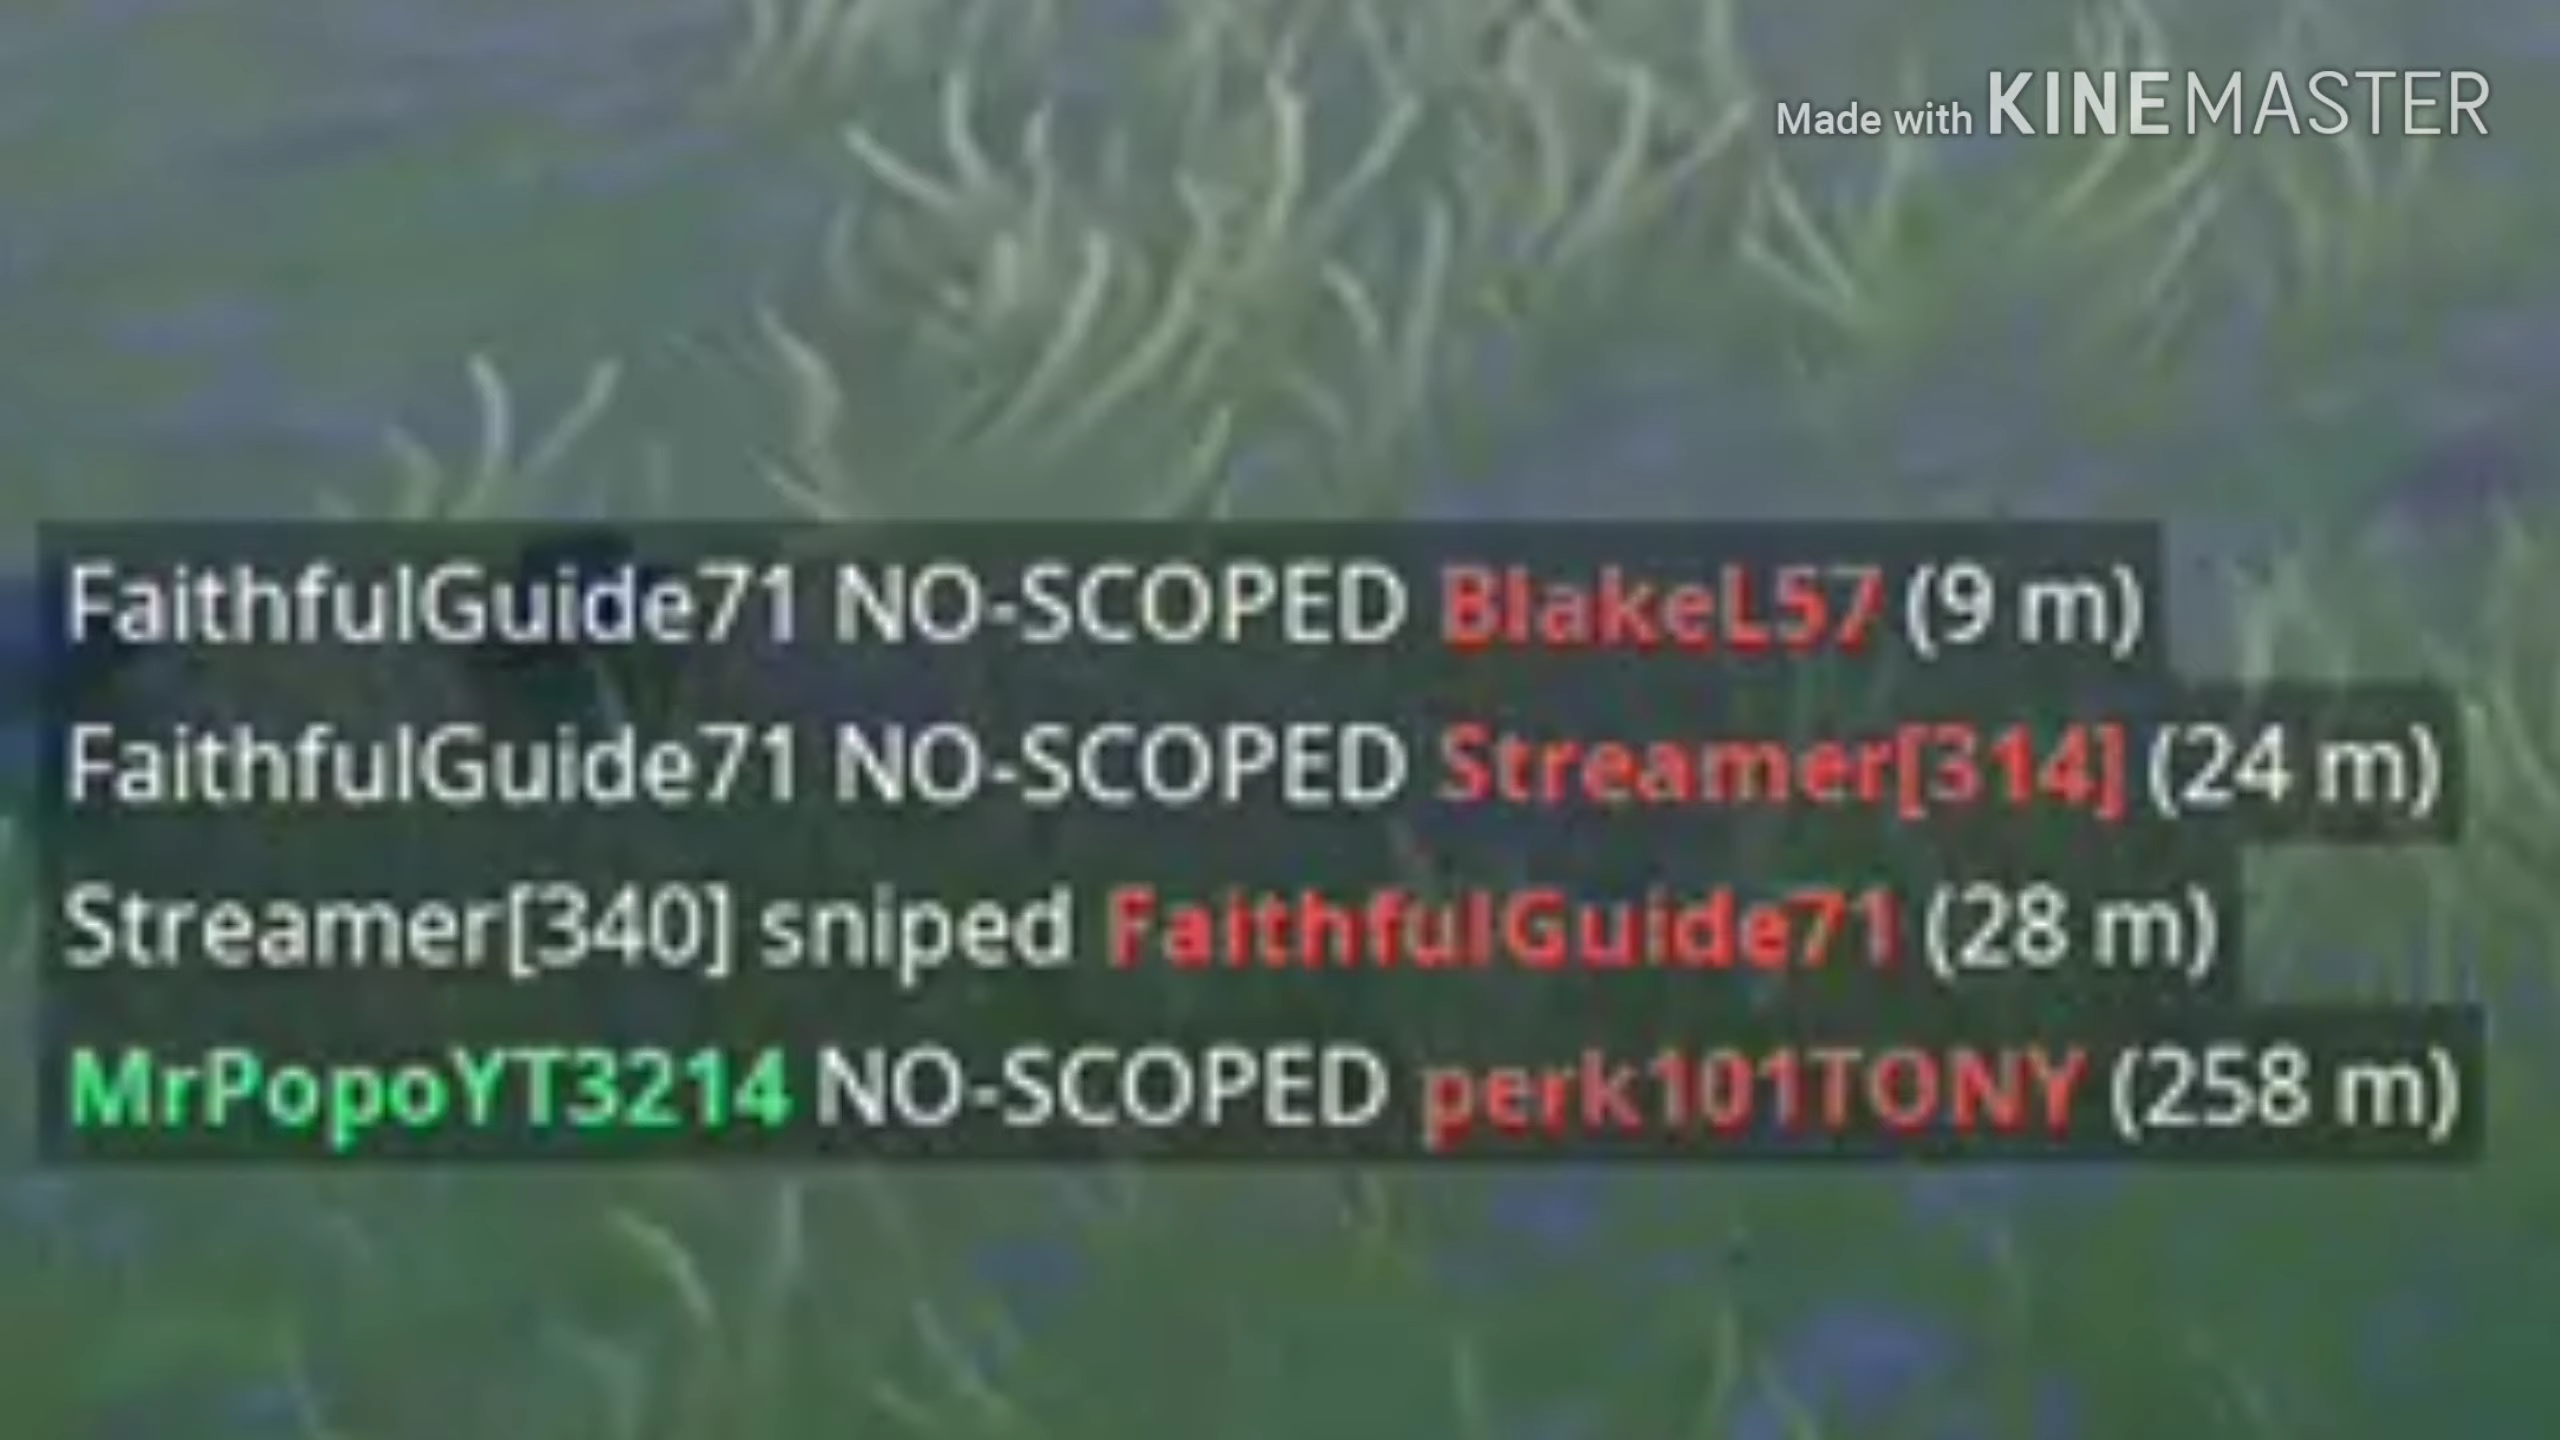 Made with KINEMASTER
FaithfulGuide71 NO-SCOPED BlakeL57 (9 m)
FaithfulGuide71 NO-SCOPED Streamer[314] (24 m)
Streamer[340] sniped FaithfulGuide71 (28 m)
MrPopoYT3214 NO-SCOPED perk101TONY (258 m)